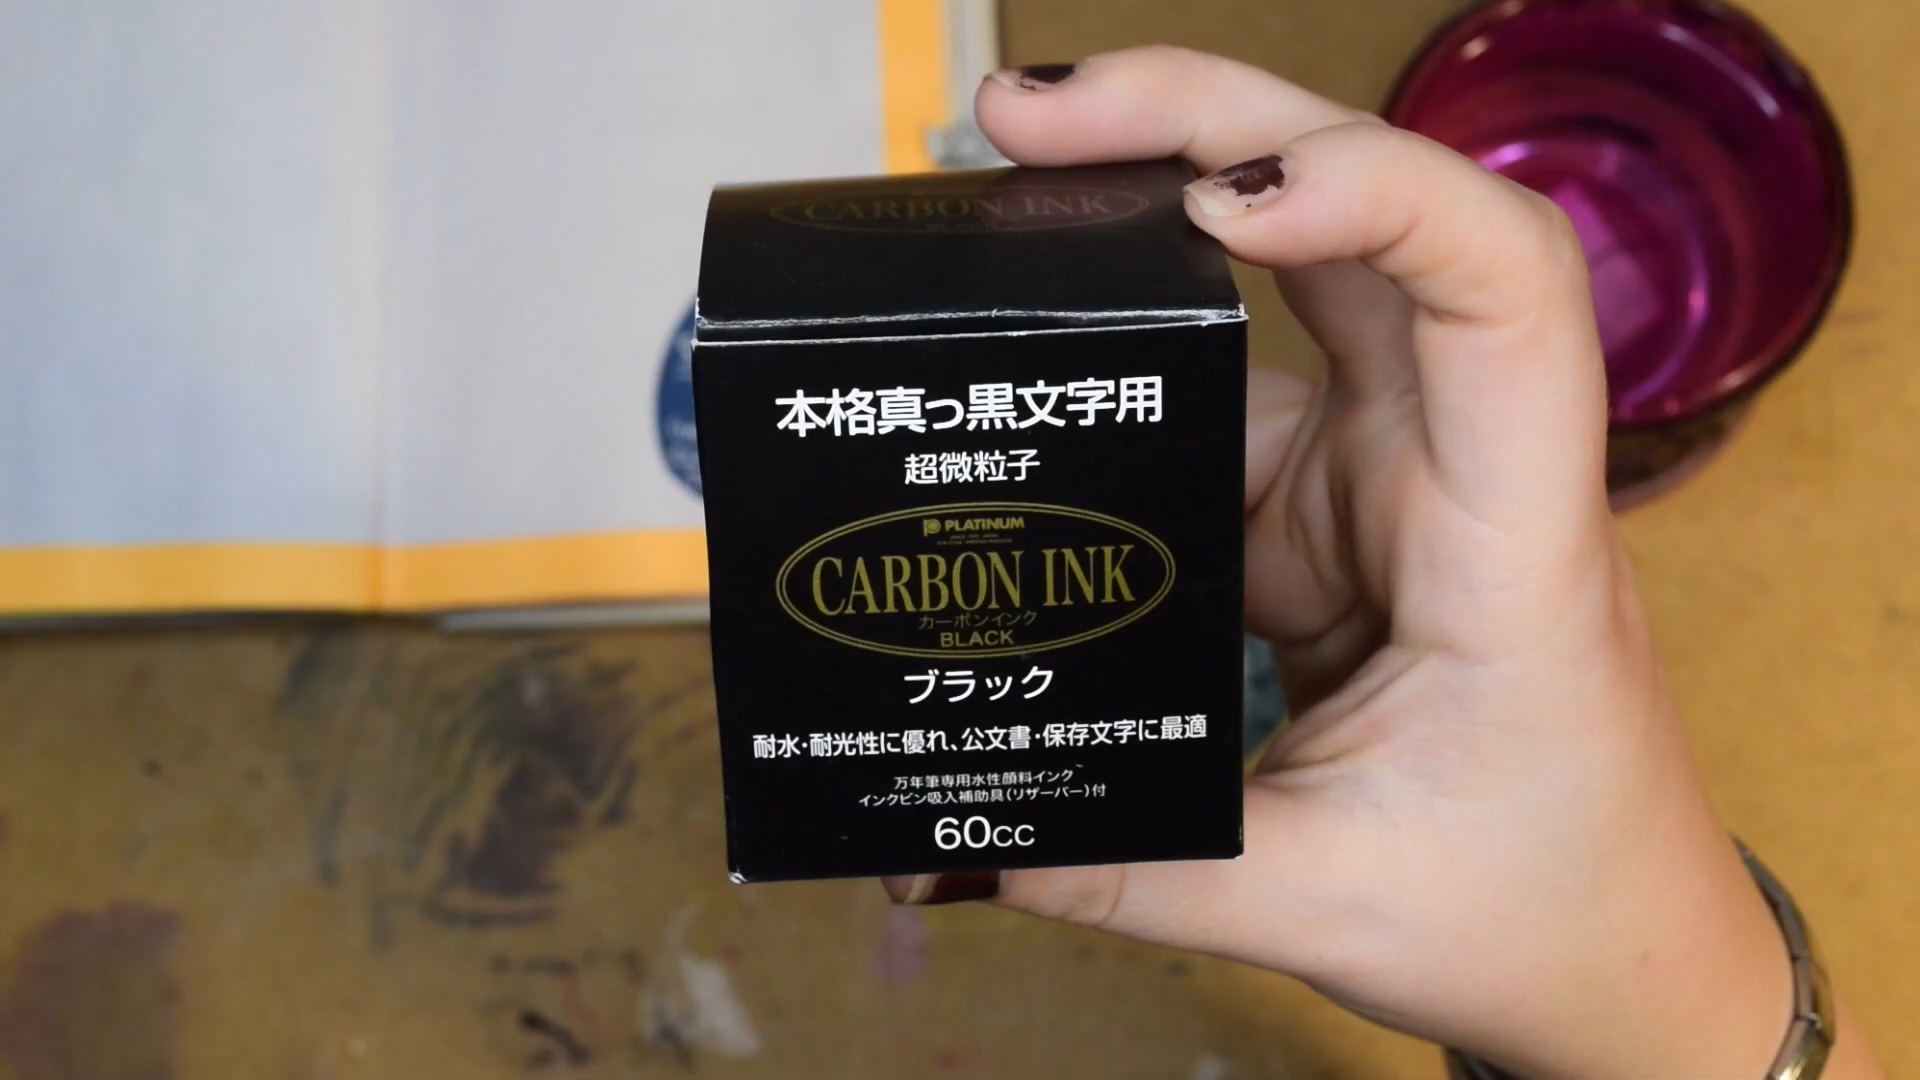 CARBON INK
BLACK
本格真っ黒文字用
超微粒子
PLATINUM
CARBON INK
カーボンインク
BLACK
ブラック
耐水・耐光性に優れ、公文書・保存文字に最適
万年筆専用水性顔料インク
インクビン吸入補助具(リザーバー)付
60cc